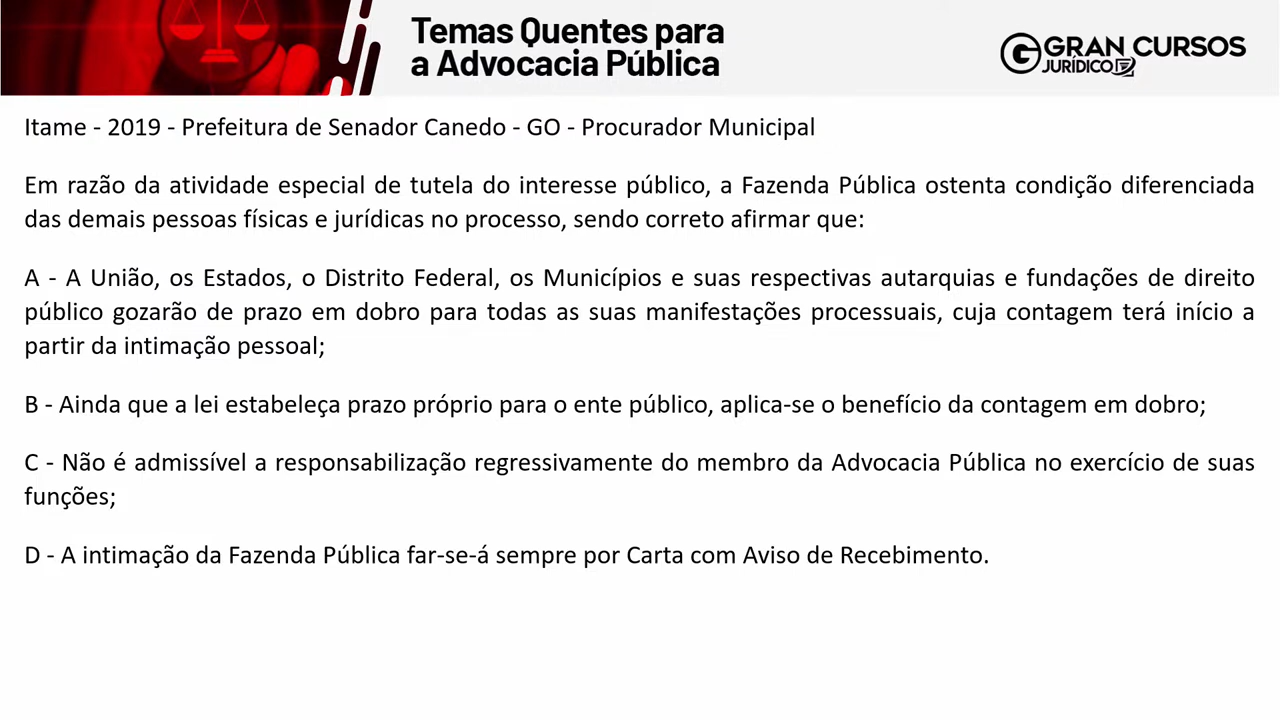 Temas Quentes para
a Advocacia Pública
GRAN CURSOS
JURÍDICO
Itame - 2019 - Prefeitura de Senador Canedo - GO - Procurador Municipal
Em razão da atividade especial de tutela do interesse público, a Fazenda Pública ostenta condição diferenciada
das demais pessoas físicas e jurídicas no processo, sendo correto afirmar que:
A - A União, os Estados, o Distrito Federal, os Municípios e suas respectivas autarquias e fundações de direito
público gozarão de prazo em dobro para todas as suas manifestações processuais, cuja contagem terá início a
partir da intimação pessoal;
B - Ainda que a lei estabeleça prazo próprio para o ente público, aplica-se o benefício da contagem em dobro;
C - Não é admissível a responsabilização regressivamente do membro da Advocacia Pública no exercício de suas
funções;
D - A intimação da Fazenda Pública far-se-á sempre por Carta com Aviso de Recebimento.